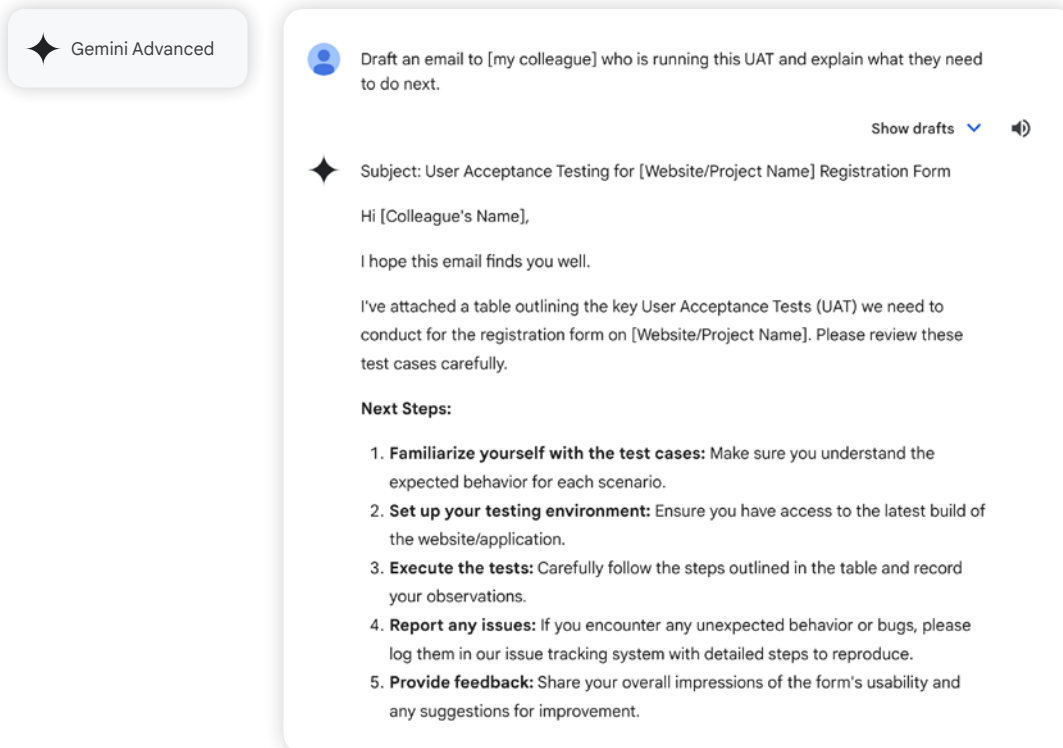 Gemini Advanced
Draft an email to [my colleague] who is running this UAT and explain what they need
to do next.
Show drafts
Subject: User Acceptance Testing for [Website/Project Name] Registration Form
Hi [Colleague's Name],
I hope this email finds you well.
I've attached a table outlining the key User Acceptance Tests (UAT) we need to
conduct for the registration form on [Website/Project Name]. Please review these
test cases carefully.
Next Steps:
1. Familiarize yourself with the test cases: Make sure you understand the
expected behavior for each scenario.
2. Set up your testing environment: Ensure you have access to the latest build of
the website/application.
3. Execute the tests: Carefully follow the steps outlined in the table and record
your observations.
4. Report any issues: If you encounter any unexpected behavior or bugs, please
log them in our issue tracking system with detailed steps to reproduce.
5. Provide feedback: Share your overall impressions of the form's usability and
any suggestions for improvement.